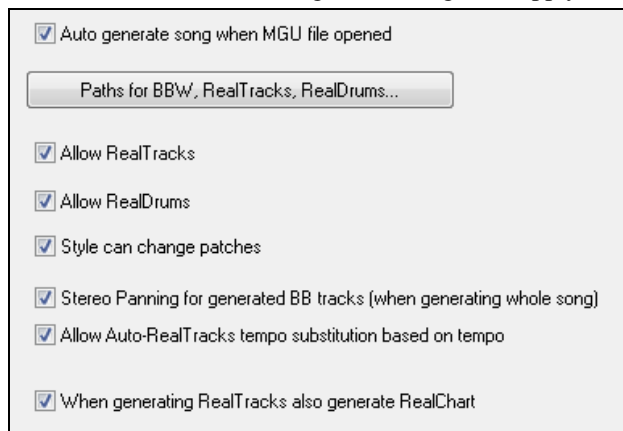 Auto generate song when MGU file opened
Paths for BBW, RealTracks, RealDrums...
Allow RealTracks
Allow RealDrums
Style can change patches
Stereo Panning for generated BB tracks (when generating whole song)
Allow Auto-RealTracks tempo substitution based on tempo
When generating RealTracks also generate RealChart